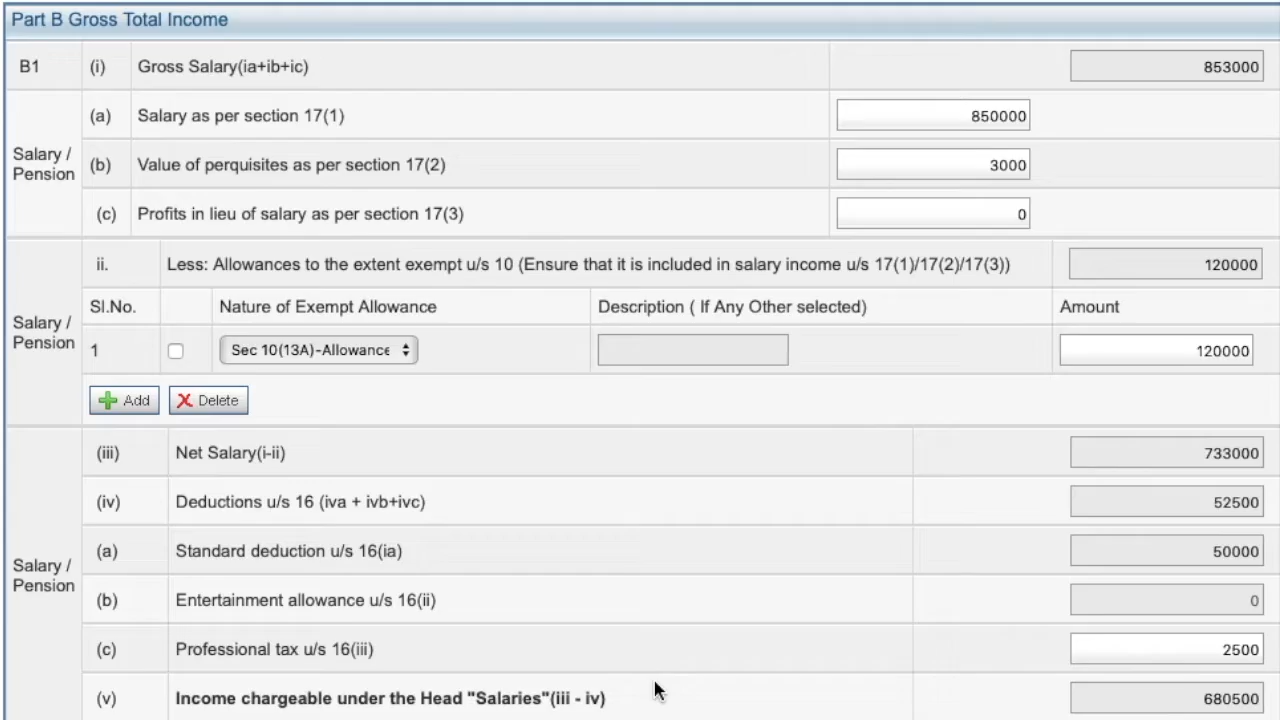 Part B Gross Total Income
B1 (i) Gross Salary(ia+ib+ic) 853000
(a) Salary as per section 17(1) 850000
Salary / Pension
(b) Value of perquisites as per section 17(2) 3000
(c) Profits in lieu of salary as per section 17(3) 0
ii. Less: Allowances to the extent exempt u/s 10 (Ensure that it is included in salary income u/s 17(1)/17(2)/17(3)) 120000
Salary / Pension
Sl.No. Nature of Exempt Allowance Description ( If Any Other selected) Amount
1 Sec 10(13A)-Allowance 120000
Add Delete
(iii) Net Salary(i-ii) 733000
(iv) Deductions u/s 16 (iva + ivb+ivc) 52500
(a) Standard deduction u/s 16(ia) 50000
Salary / Pension
(b) Entertainment allowance u/s 16(ii) 0
(c) Professional tax u/s 16(iii) 2500
(v) Income chargeable under the Head "Salaries"(iii - iv) 680500